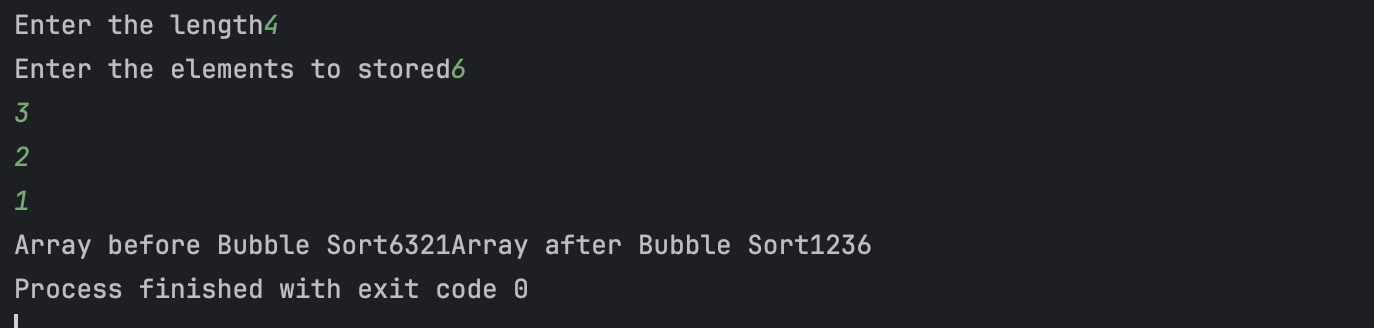 Enter the length4
Enter the elements to stored6
3
2
1
Array before Bubble Sort6321Array after Bubble Sort1236
Process finished with exit code 0